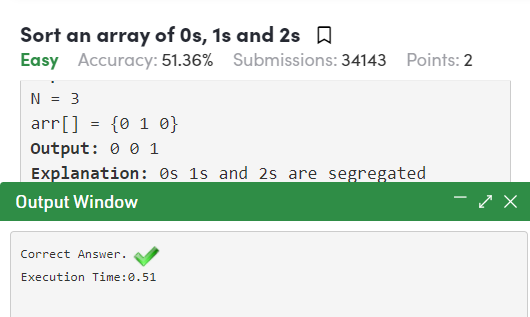 Sort an array of 0s, 1s and 2s
Easy Accuracy: 51.36% Submissions: 34143 Points: 2
N = 3
arr[] = {0 1 0}
Output: 0 0 1
Explanation: 0s 1s and 2s are segregated
Output Window
Correct Answer.
Execution Time:0.51